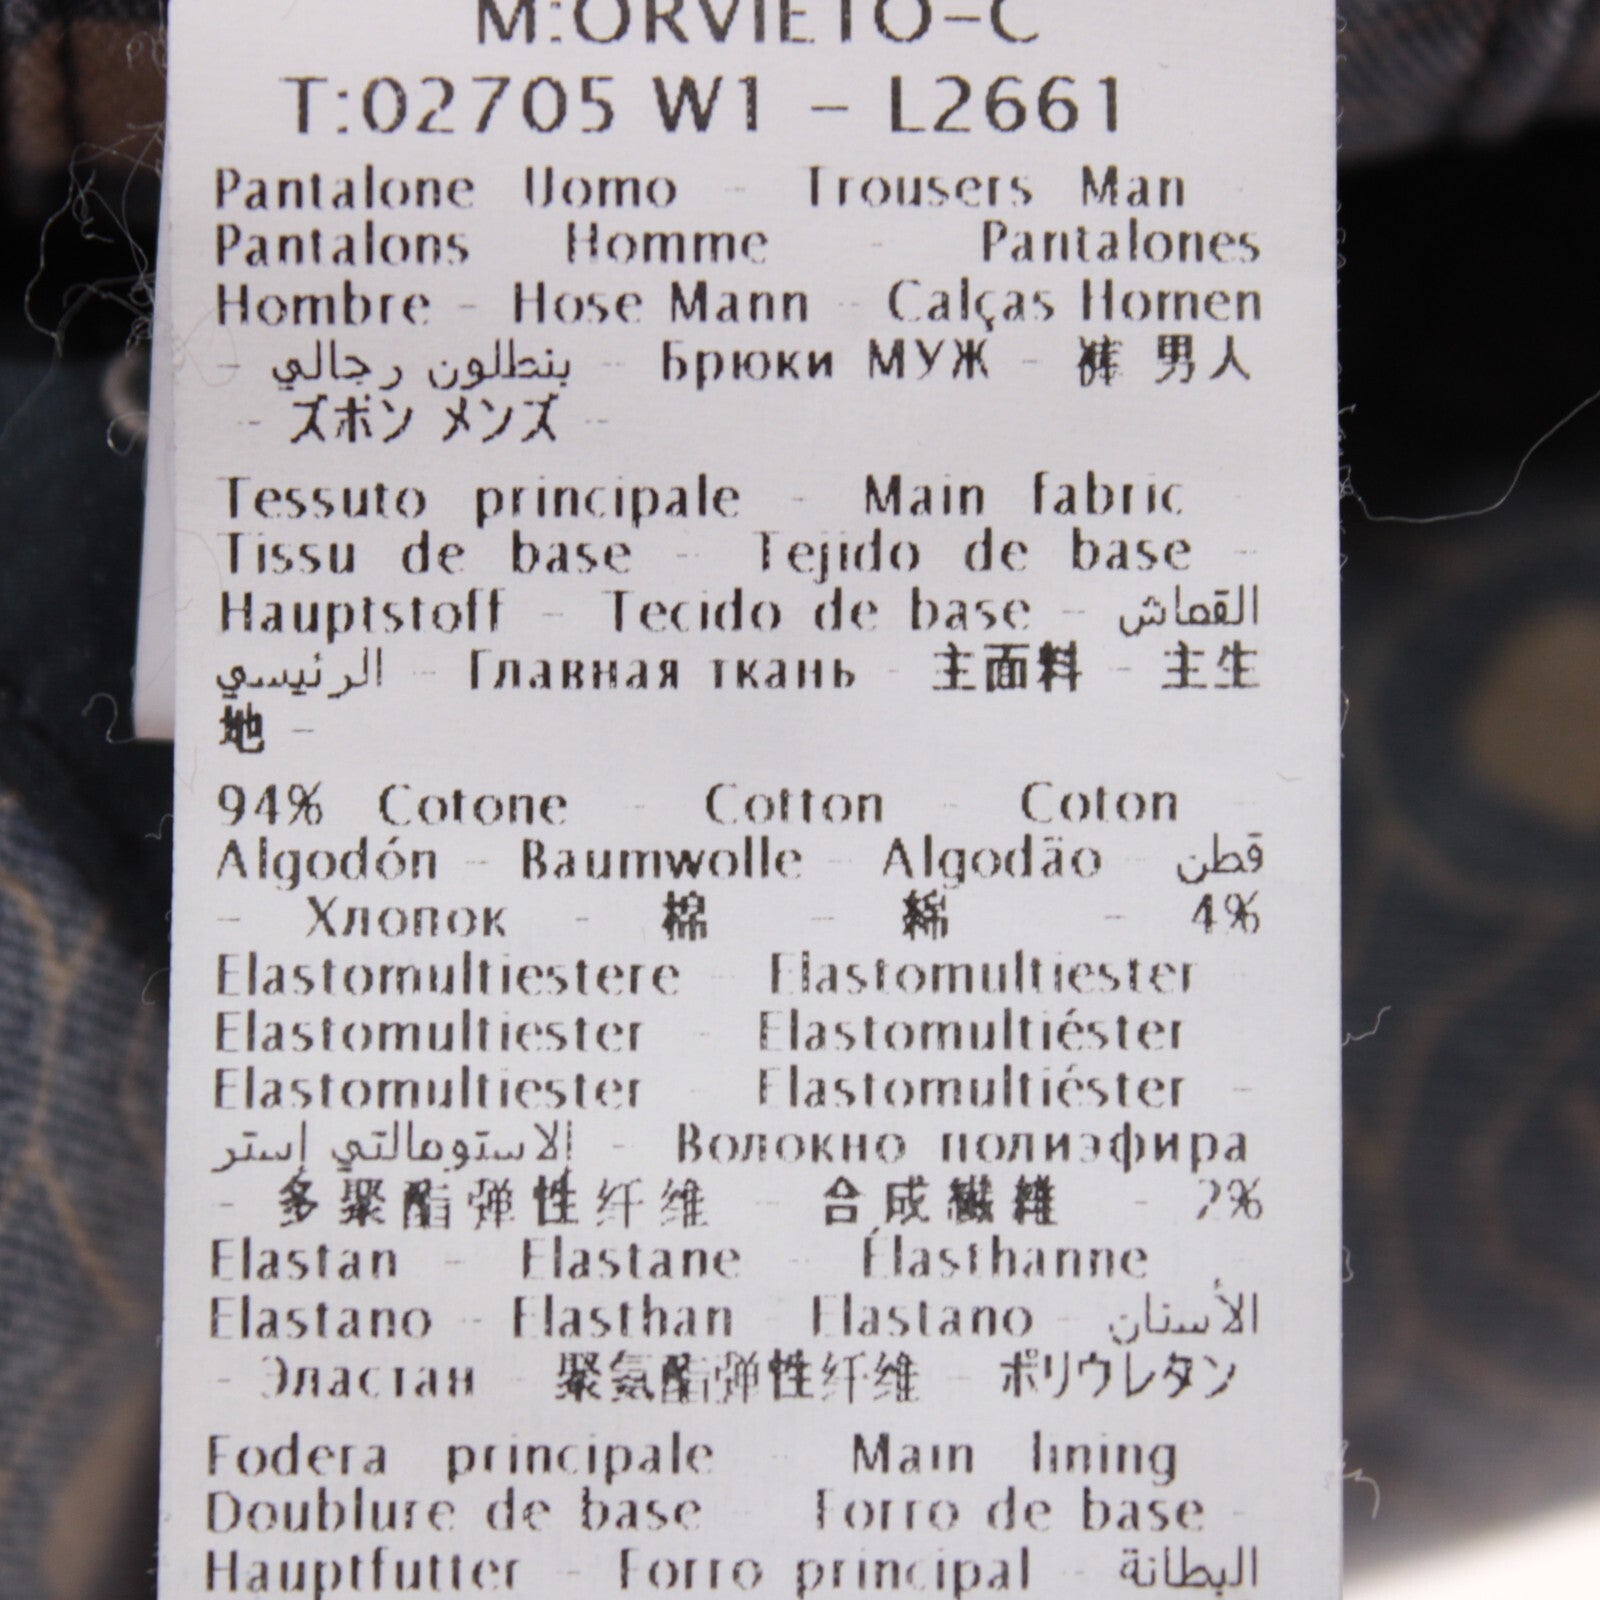 M:ORVIETO-C
T:02705 W1 - L2661
Pantalone Uomo - Trousers Man
Pantalons Homme - Pantalones
Hombre - Hose Mann - Calças Homen
- بنطلون رجالي - Брюки МУЖ - 裤 男人
- ズボン メンズ -
Tessuto principale - Main fabric
Tissu de base - Tejido de base -
Hauptstoff - Tecido de base - القماش
الرئيسي - Главная ткань - 主面料 - 主生
地 -
94% Cotone - Cotton - Coton -
Algodón - Baumwolle - Algodão - قطن
- Хлопок - 棉 - 綿 - 4%
Elastomultiestere - Elastomultiester -
Elastomultiester - Elastomultiéster
Elastomultiester - Elastomultiéster -
الاستومالتي إستر - Волокно полиэфира
- 多聚酯弹性纤维 - 合成繊維 - 2%
Elastan - Elastane - Élasthanne -
Elastano - Elasthan - Elastano - الأستان
- Эластан - 聚氨酯弹性纤维 - ポリウレタン
Fodera principale - Main lining
Doublure de base - Forro de base -
Hauptfutter - Forro principal - البطانة